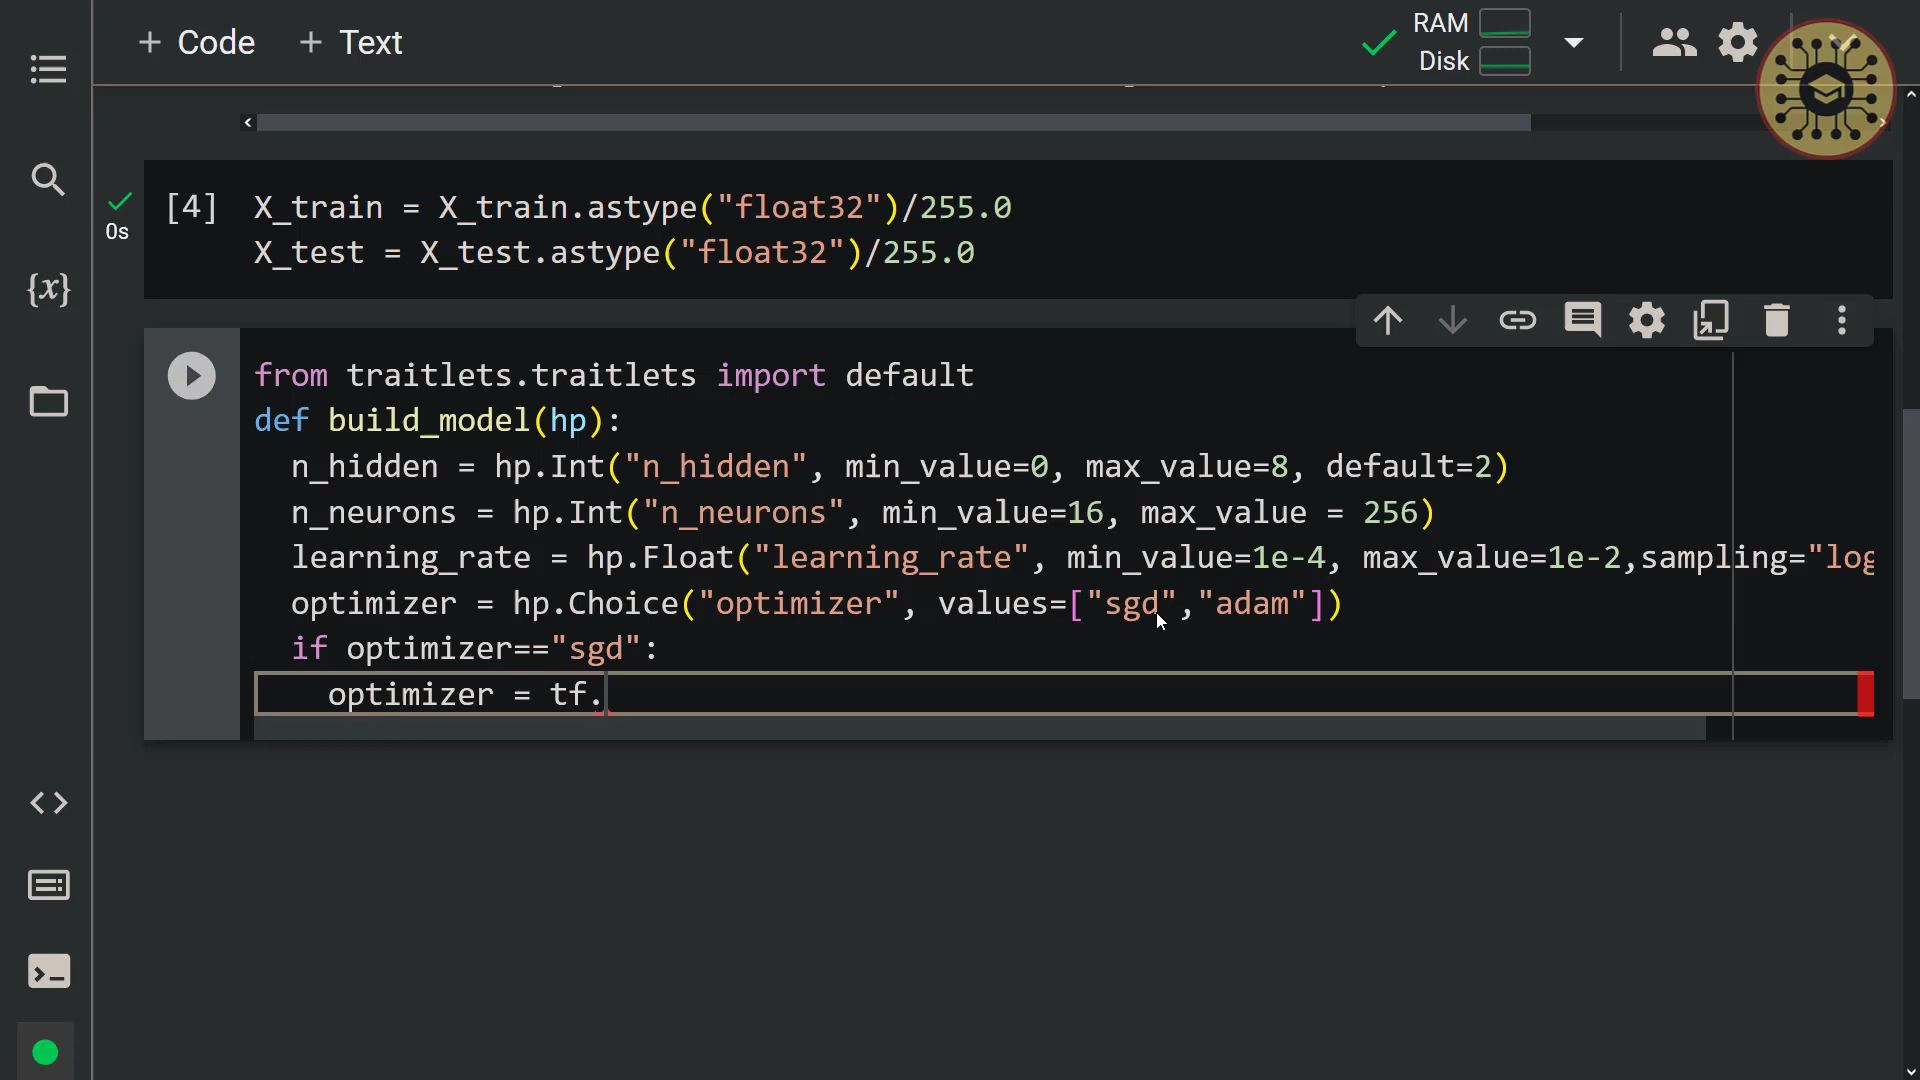 + Code + Text
RAM
Disk
[4] X_train = X_train.astype("float32")/255.0
X_test = X_test.astype("float32")/255.0
0s
{x}
from traitlets.traitlets import default
def build_model(hp):
n_hidden = hp.Int("n_hidden", min_value=0, max_value=8, default=2)
n_neurons = hp.Int("n_neurons", min_value=16, max_value = 256)
learning_rate = hp.Float("learning_rate", min_value=1e-4, max_value=1e-2,sampling="log
optimizer = hp.Choice("optimizer", values=["sgd","adam"])
if optimizer=="sgd":
optimizer = tf.